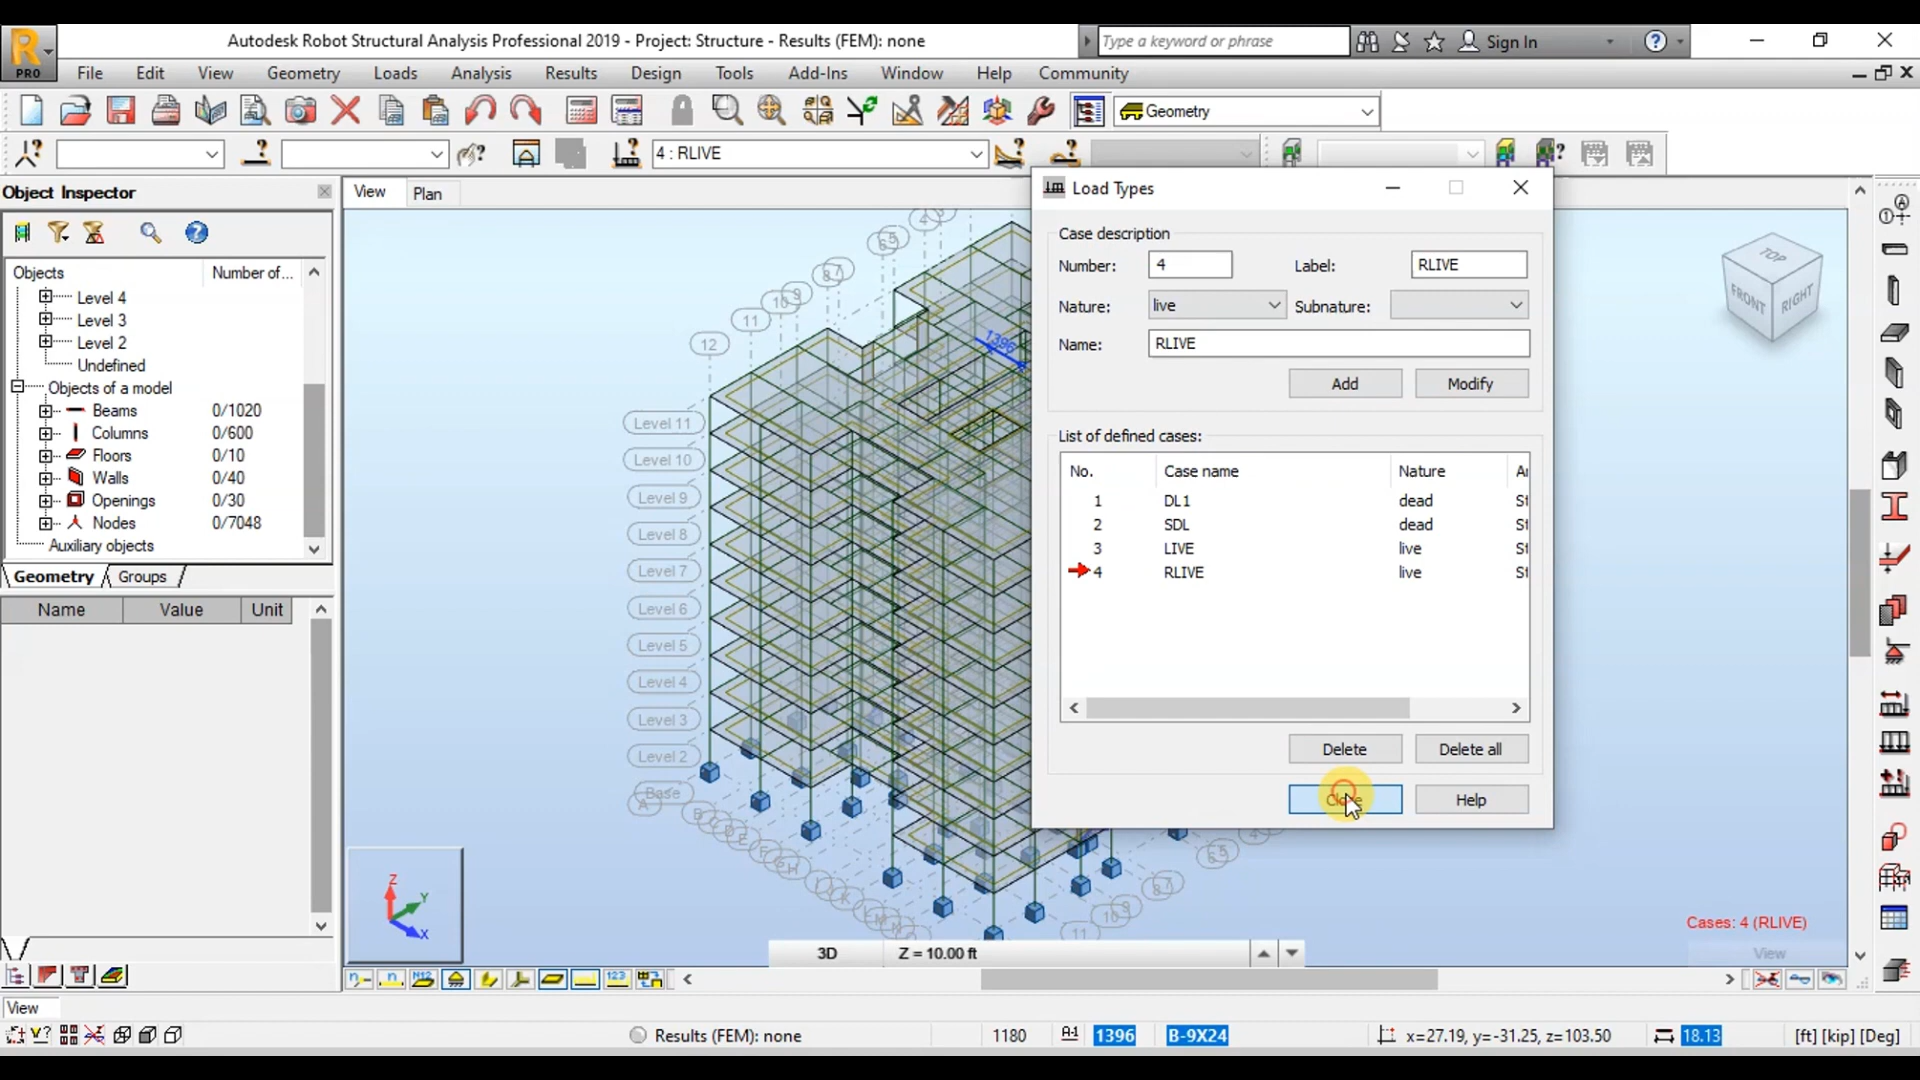 Autodesk Robot Structural Analysis Professional 2019 - Project: Structure - Results (FEM): none
Type a keyword or phrase
Sign In
PRO
File Edit View Geometry Loads Analysis Results Design Tools Add-Ins Window Help Community
Geometry
4 : RLIVE
Object Inspector
View
Plan
Objects Number of...
Level 4
Level 3
Level 2
Undefined
Objects of a model
Beams 0/1020
Columns 0/600
Floors 0/10
Walls 0/40
Openings 0/30
Nodes 0/7048
Auxiliary objects
Geometry Groups
Name Value Unit
12
11
1396
Level 11
Level 10
Level 9
Level 8
Level 7
Level 6
Level 5
Level 4
Level 3
Level 2
Base
A
Load Types
Case description
Number: 4 Label: RLIVE
Nature: live Subnature:
Name: RLIVE
Add Modify
List of defined cases:
No. Case name Nature
1 DL1 dead
2 SDL dead
3 LIVE live
4 RLIVE live
Delete Delete all
Close Help
TOP
FRONT RIGHT
Z
Y
X
Cases: 4 (RLIVE)
View
3D Z = 10.00 ft
View
Results (FEM): none 1180 1396 B-9X24 x=27.19, y=-31.25, z=103.50 18.13 [ft] [kip] [Deg]